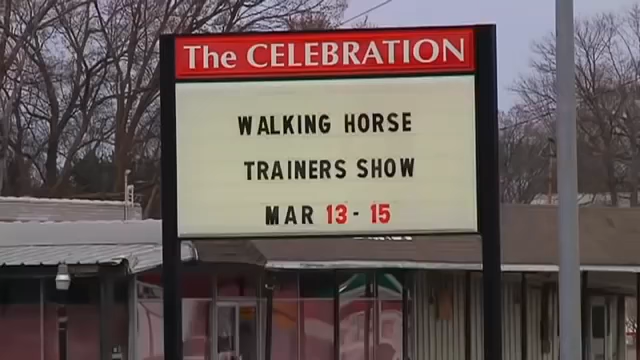 The CELEBRATION
WALKING HORSE
TRAINERS SHOW
MAR 13-15